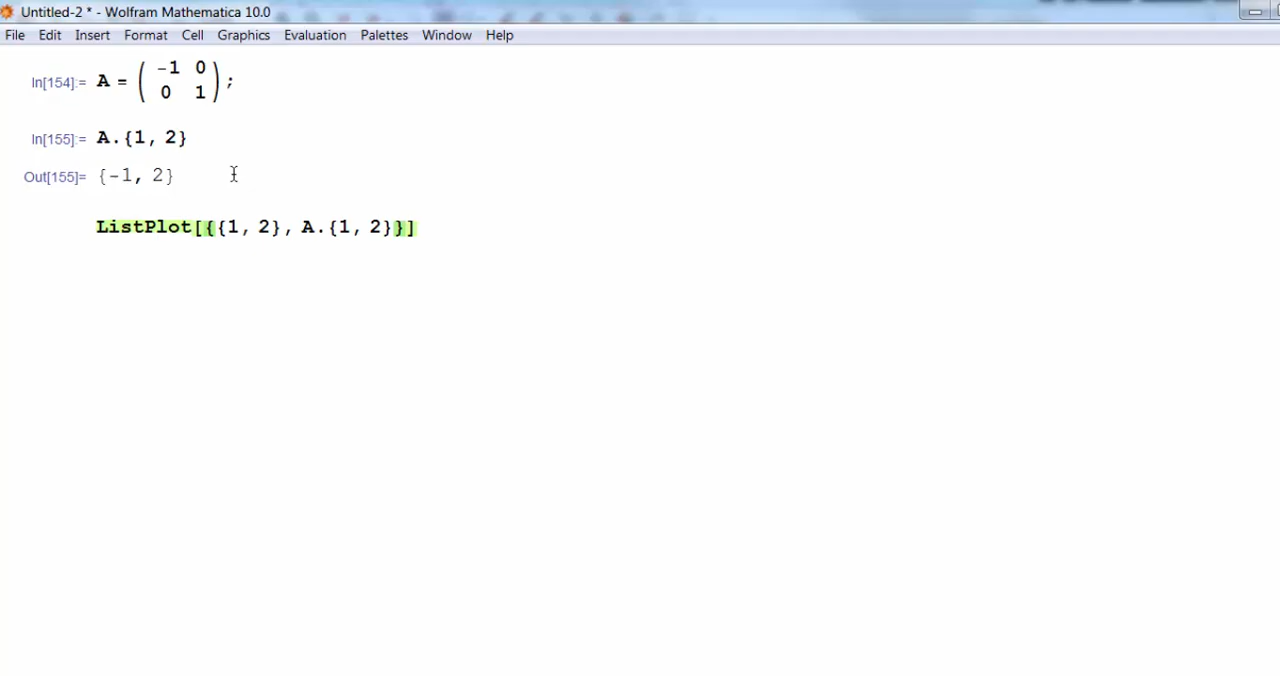 Untitled-2 * - Wolfram Mathematica 10.0
File Edit Insert Format Cell Graphics Evaluation Palettes Window Help
In[154]:= A = ( -1 0
0 1 ) ;
In[155]:= A.{1, 2}
Out[155]= {-1, 2}
ListPlot[{{1, 2}, A.{1, 2}}]